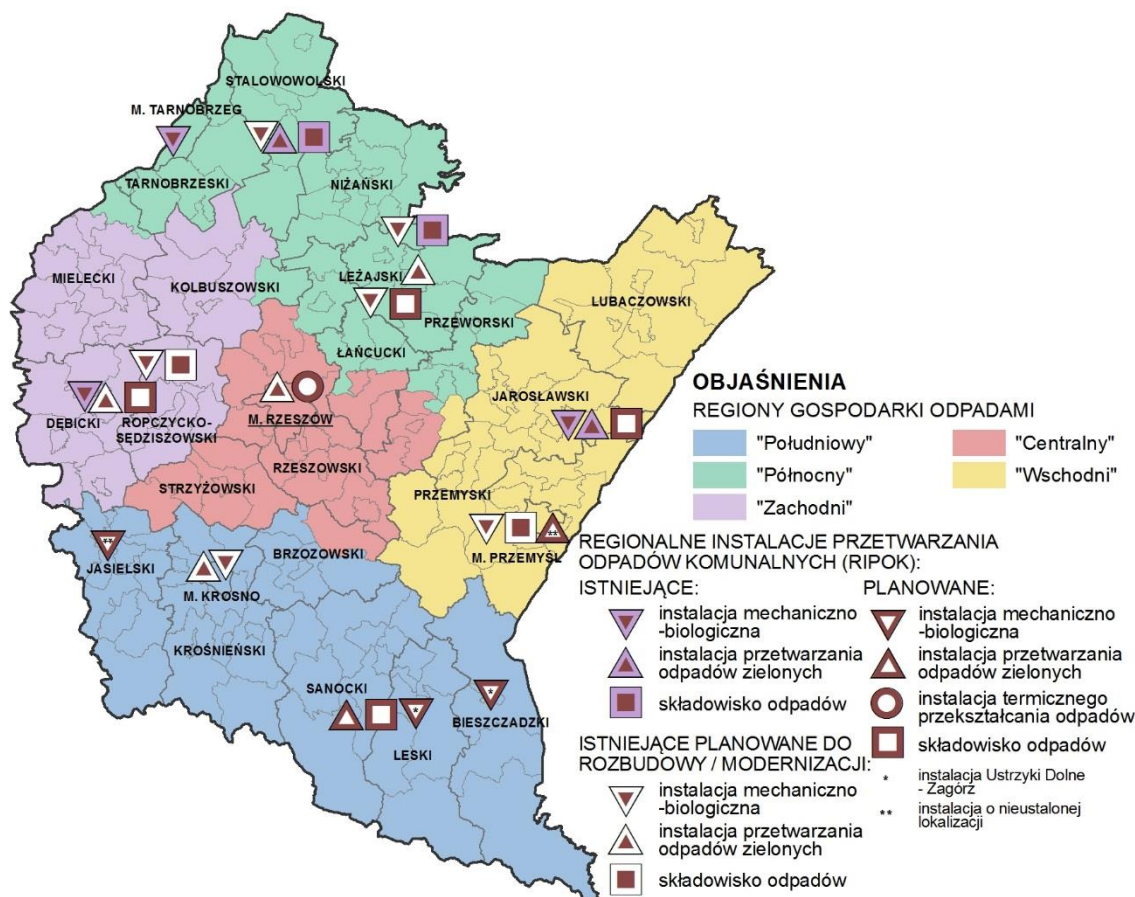 STALOWOWOLSKI
M. TARNOBRZEG
TARNOBRZESKI
NIŻAŃSKI
MIELECKI
KOLBUSZOWSKI
LEŻAJSKI
LUBACZOWSKI
PRZEWORSKI
ŁAŃCUCKI
JAROSŁAWSKI
DĘBICKI
ROPCZYCKO-
SĘDZISZOWSKI
M. RZESZÓW
RZESZOWSKI
STRZYŻOWSKI
PRZEMYSKI
M. PRZEMYŚL
**
BRZOZOWSKI
**
JASIELSKI
M. KROSNO
KROŚNIEŃSKI
SANOCKI
*
*
BIESZCZADZKI
LESKI
OBJAŚNIENIA
REGIONY GOSPODARKI ODPADAMI
"Południowy"
"Centralny"
"Północny"
"Wschodni"
"Zachodni"
REGIONALNE INSTALACJE PRZETWARZANIA
ODPADÓW KOMUNALNYCH (RIPOK):
ISTNIEJĄCE:
instalacja mechaniczno
-biologiczna
instalacja przetwarzania
odpadów zielonych
składowisko odpadów
ISTNIEJĄCE PLANOWANE DO
ROZBUDOWY / MODERNIZACJI:
instalacja mechaniczno
-biologiczna
instalacja przetwarzania
odpadów zielonych
składowisko odpadów
PLANOWANE:
instalacja mechaniczno
-biologiczna
instalacja przetwarzania
odpadów zielonych
instalacja termicznego
przekształcania odpadów
składowisko odpadów
* instalacja Ustrzyki Dolne
- Zagórz
** instalacja o nieustalonej
lokalizacji